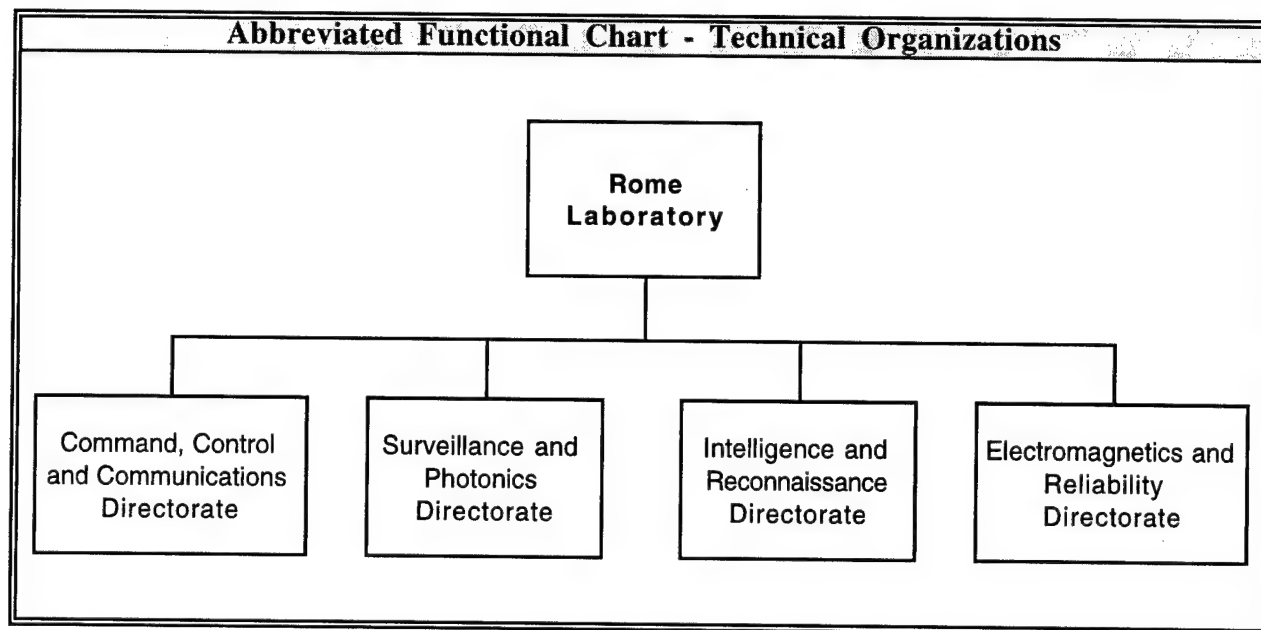 Abbreviated Functional Chart - Technical Organizations
Rome
Laboratory
Command, Control
and Communications
Directorate
Surveillance and
Photonics
Directorate
Intelligence and
Reconnaissance
Directorate
Electromagnetics and
Reliability
Directorate